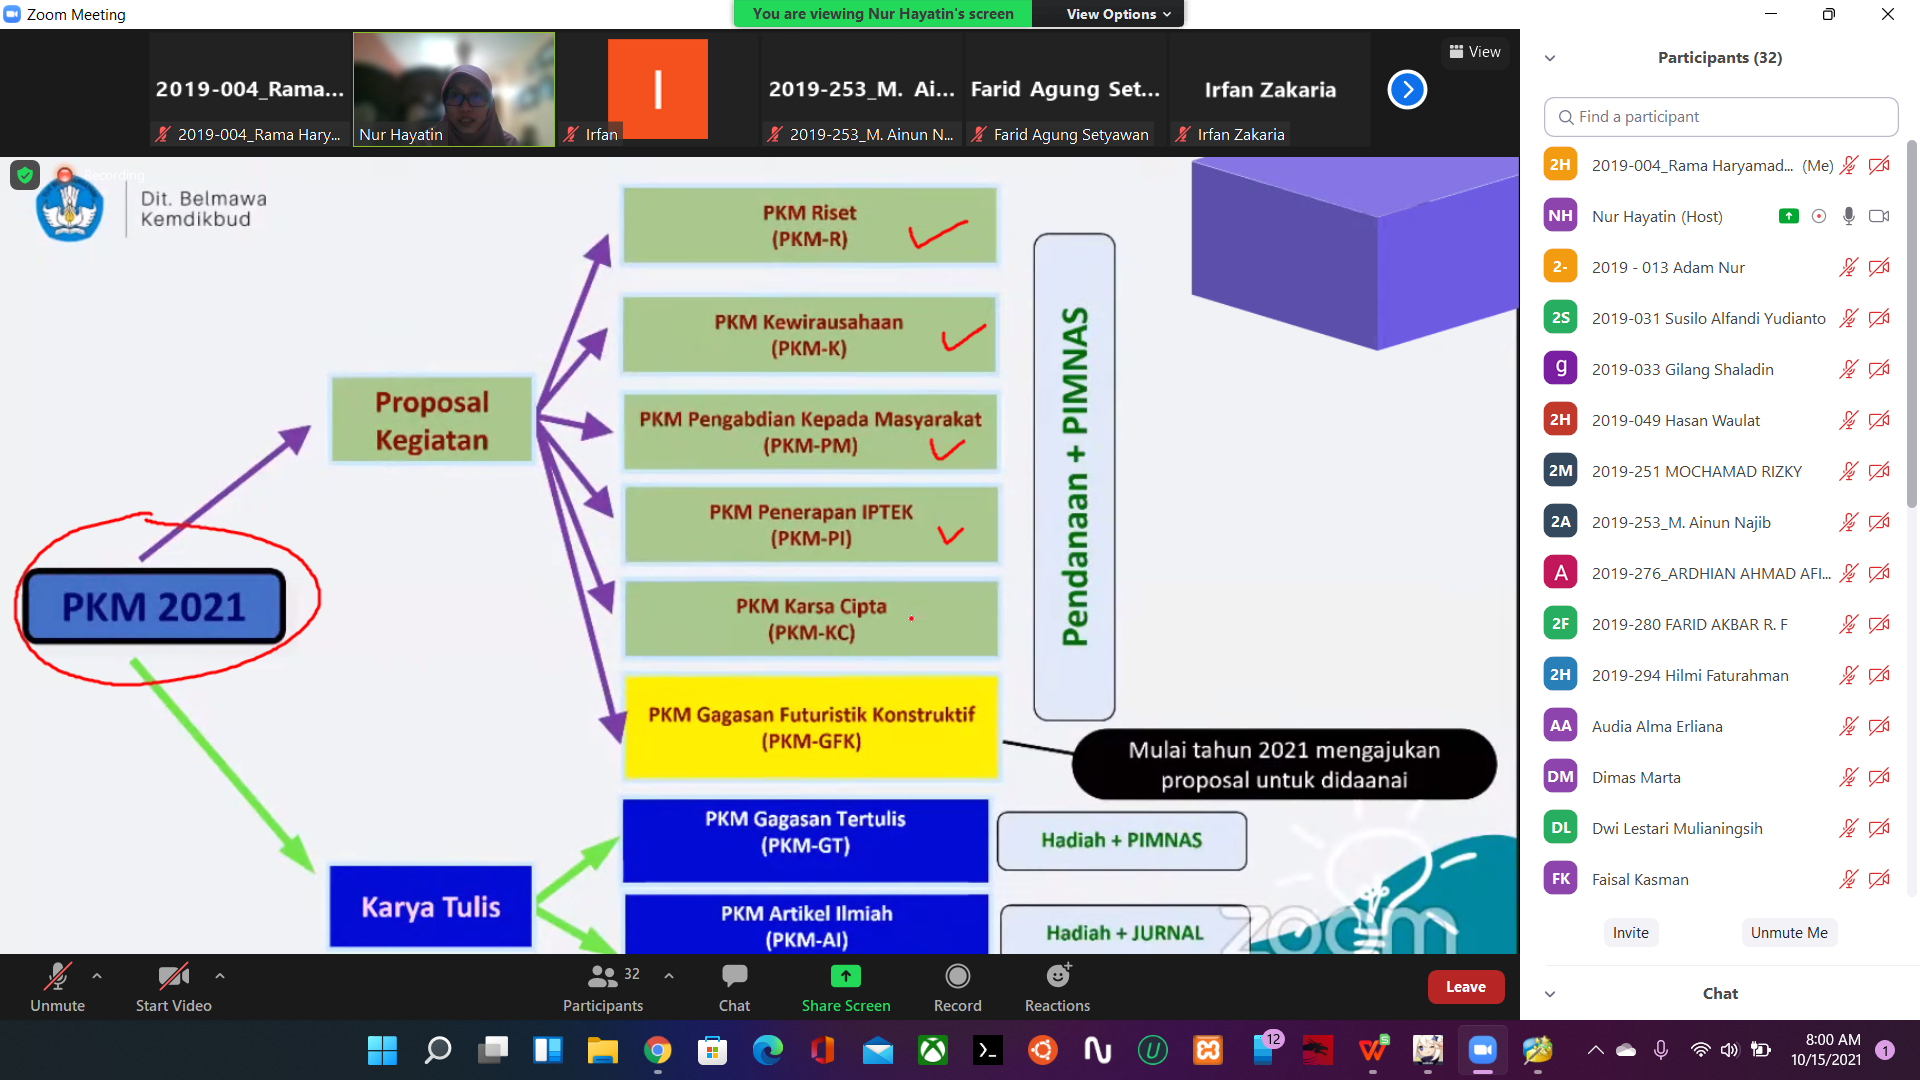 Zoom Meeting
You are viewing Nur Hayatin's screen
View Options
2019-004_Rama...
2019-004_Rama Hary...
Nur Hayatin
I
Irfan
2019-253_M. Ai...
2019-253_M. Ainun N...
Farid Agung Set...
Farid Agung Setyawan
Irfan Zakaria
Irfan Zakaria
View
Recording
Dit. Belmawa
Kemdikbud
PKM 2021
Proposal
Kegiatan
Karya Tulis
PKM Riset
(PKM-R)
PKM Kewirausahaan
(PKM-K)
PKM Pengabdian Kepada Masyarakat
(PKM-PM)
PKM Penerapan IPTEK
(PKM-PI)
PKM Karsa Cipta
(PKM-KC)
PKM Gagasan Futuristik Konstruktif
(PKM-GFK)
PKM Gagasan Tertulis
(PKM-GT)
PKM Artikel Ilmiah
(PKM-AI)
Pendanaan + PIMNAS
Mulai tahun 2021 mengajukan
proposal untuk didaanai
Hadiah + PIMNAS
Hadiah + JURNAL
zoom
Participants (32)
Find a participant
2H 2019-004_Rama Haryamad... (Me)
NH Nur Hayatin (Host)
2- 2019 - 013 Adam Nur
2S 2019-031 Susilo Alfandi Yudianto
g 2019-033 Gilang Shaladin
2H 2019-049 Hasan Waulat
2M 2019-251 MOCHAMAD RIZKY
2A 2019-253_M. Ainun Najib
A 2019-276_ARDHIAN AHMAD AFI...
2F 2019-280 FARID AKBAR R. F
2H 2019-294 Hilmi Faturahman
AA Audia Alma Erliana
DM Dimas Marta
DL Dwi Lestari Mulianingsih
FK Faisal Kasman
Invite
Unmute Me
Chat
Unmute
Start Video
32
Participants
Chat
Share Screen
Record
Reactions
Leave
12
8:00 AM
10/15/2021
1